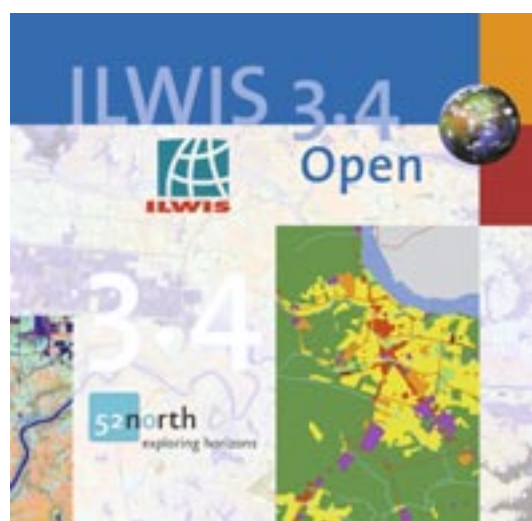 ILWIS 3.4
Open
ILWIS
3.4
52north
exploring horizons